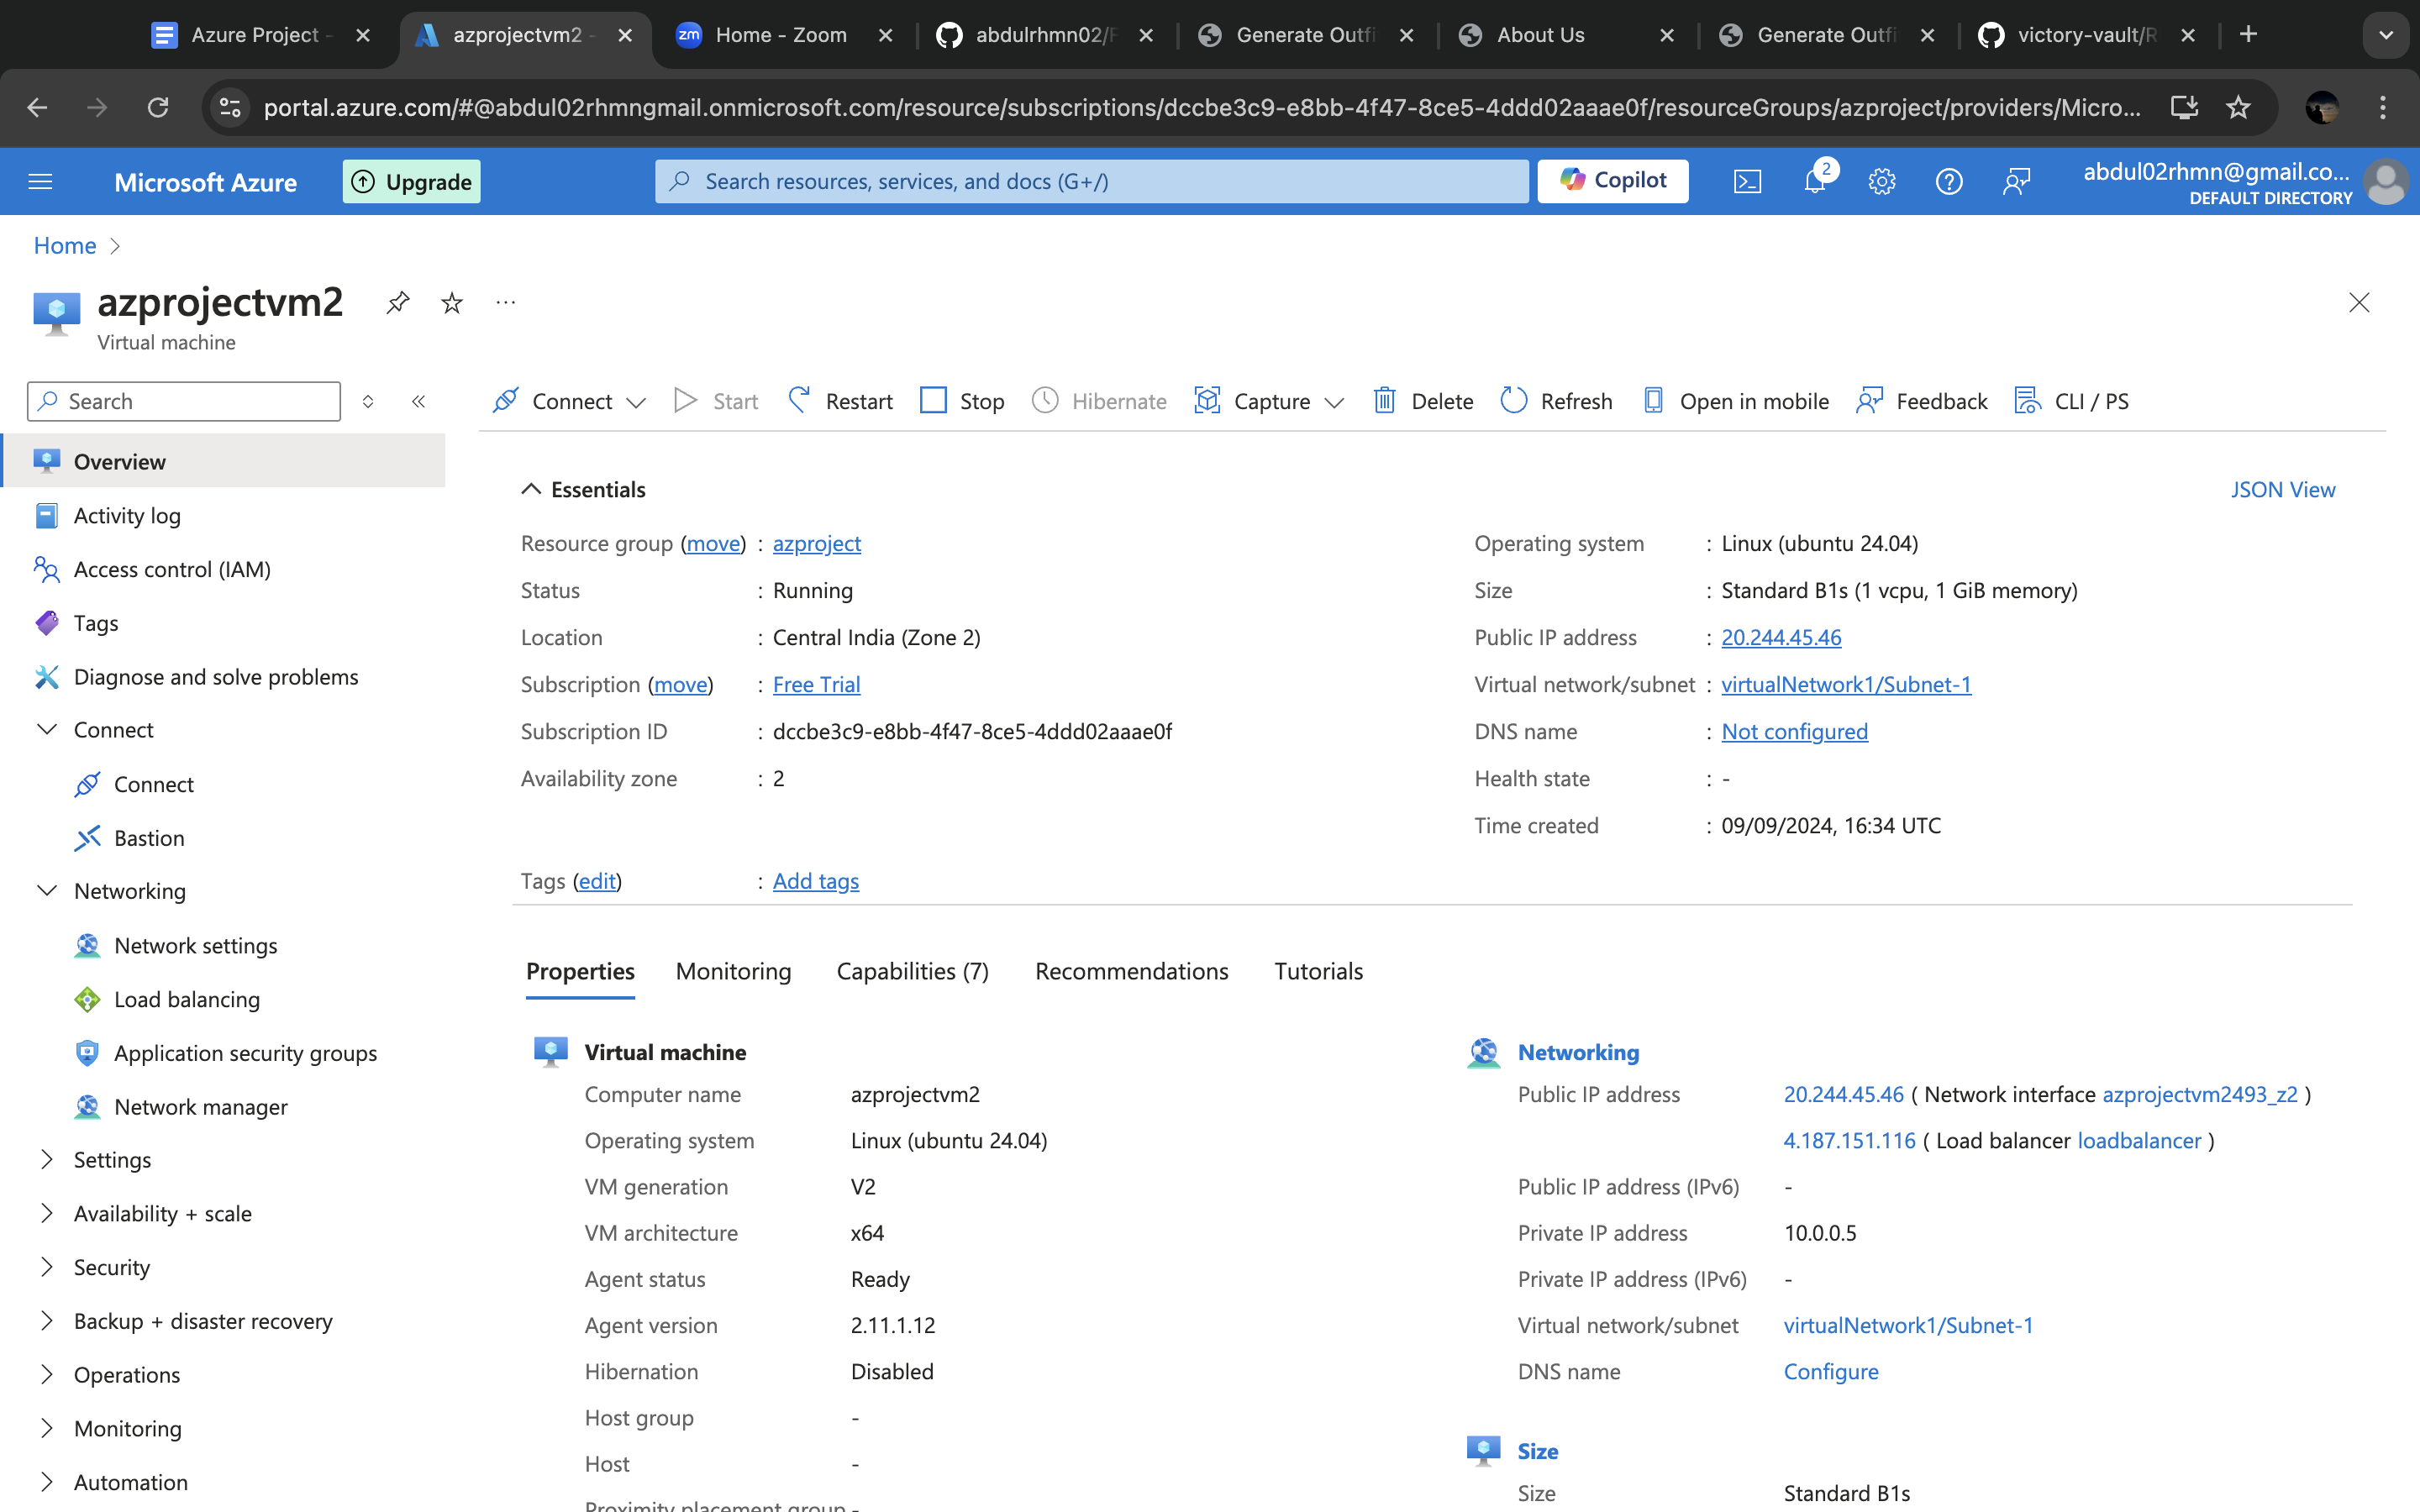 Azure Project -
azprojectvm2 -
zm
Home - Zoom
abdulrhmn02/F
Generate Outfi
About Us
Generate Outfi
victory-vault/R
portal.azure.com/#@abdul02rhmngmail.onmicrosoft.com/resource/subscriptions/dccbe3c9-e8bb-4f47-8ce5-4ddd02aaae0f/resourceGroups/azproject/providers/Micro...
Microsoft Azure
Upgrade
Search resources, services, and docs (G+/)
Copilot
2
abdul02rhmn@gmail.co...
DEFAULT DIRECTORY
Home
azprojectvm2
Virtual machine
Search
Connect
Start
Restart
Stop
Hibernate
Capture
Delete
Refresh
Open in mobile
Feedback
CLI / PS
Overview
Activity log
Access control (IAM)
Tags
Diagnose and solve problems
Connect
Connect
Bastion
Networking
Network settings
Load balancing
Application security groups
Network manager
Settings
Availability + scale
Security
Backup + disaster recovery
Operations
Monitoring
Automation
Essentials
JSON View
Resource group (move) : azproject
Status : Running
Location : Central India (Zone 2)
Subscription (move) : Free Trial
Subscription ID : dccbe3c9-e8bb-4f47-8ce5-4ddd02aaae0f
Availability zone : 2
Operating system : Linux (ubuntu 24.04)
Size : Standard B1s (1 vcpu, 1 GiB memory)
Public IP address : 20.244.45.46
Virtual network/subnet : virtualNetwork1/Subnet-1
DNS name : Not configured
Health state : -
Time created : 09/09/2024, 16:34 UTC
Tags (edit) : Add tags
Properties
Monitoring
Capabilities (7)
Recommendations
Tutorials
Virtual machine
Computer name azprojectvm2
Operating system Linux (ubuntu 24.04)
VM generation V2
VM architecture x64
Agent status Ready
Agent version 2.11.1.12
Hibernation Disabled
Host group -
Host -
Proximity placement group -
Networking
Public IP address 20.244.45.46 ( Network interface azprojectvm2493_z2 )
4.187.151.116 ( Load balancer loadbalancer )
Public IP address (IPv6) -
Private IP address 10.0.0.5
Private IP address (IPv6) -
Virtual network/subnet virtualNetwork1/Subnet-1
DNS name Configure
Size
Size Standard B1s